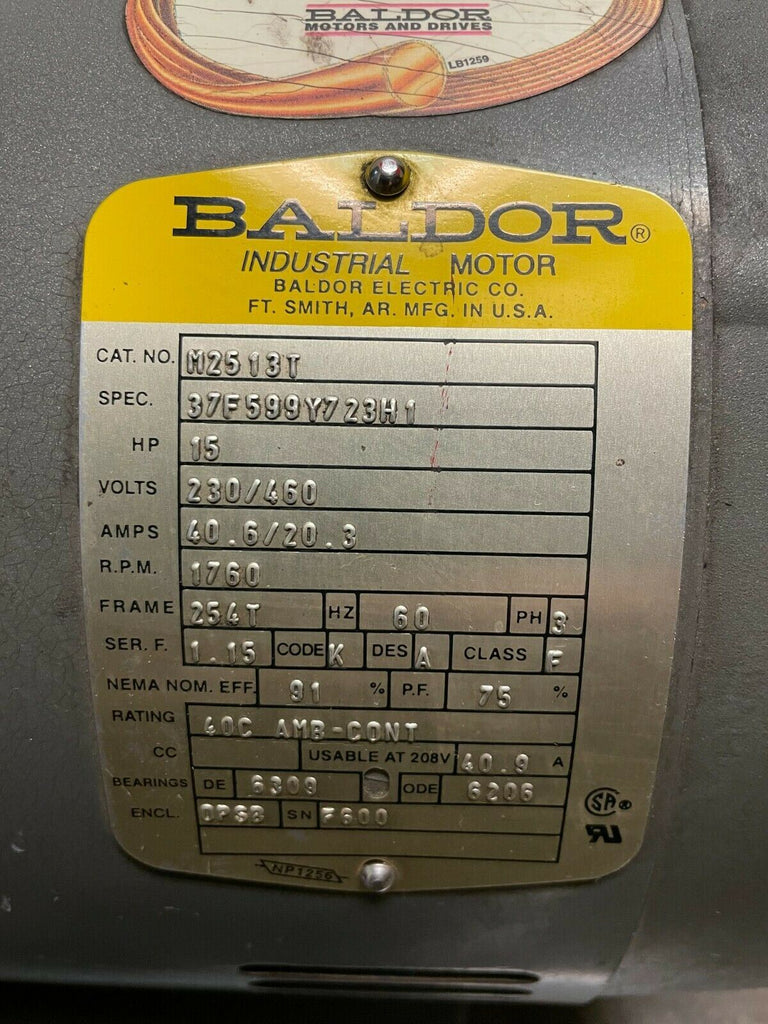 BALDOR
MOTORS AND DRIVES
LB1259
BALDOR®
INDUSTRIAL MOTOR
BALDOR ELECTRIC CO.
FT. SMITH, AR. MFG. IN U.S.A.
CAT. NO. M2513T
SPEC. 37F599Y723H1
HP 15
VOLTS 230/460
AMPS 40.6/20.3
R.P.M. 1760
FRAME 254T HZ 60 PH 3
SER. F. 1.15 CODE K DES A CLASS F
NEMA NOM. EFF. 91 % P.F. 75 %
RATING 40C AMB-CONT
CC USABLE AT 208V 40.9 A
BEARINGS DE 6309 ODE 6206
ENCL. OPSB SN F600
SA®
NP1256